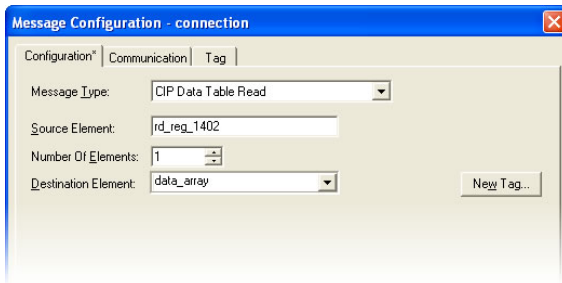 Message Configuration - connection
Configuration* Communication Tag
Message Type: CIP Data Table Read
Source Element: rd_reg_1402
Number Of Elements: 1
Destination Element: data_array New Tag...